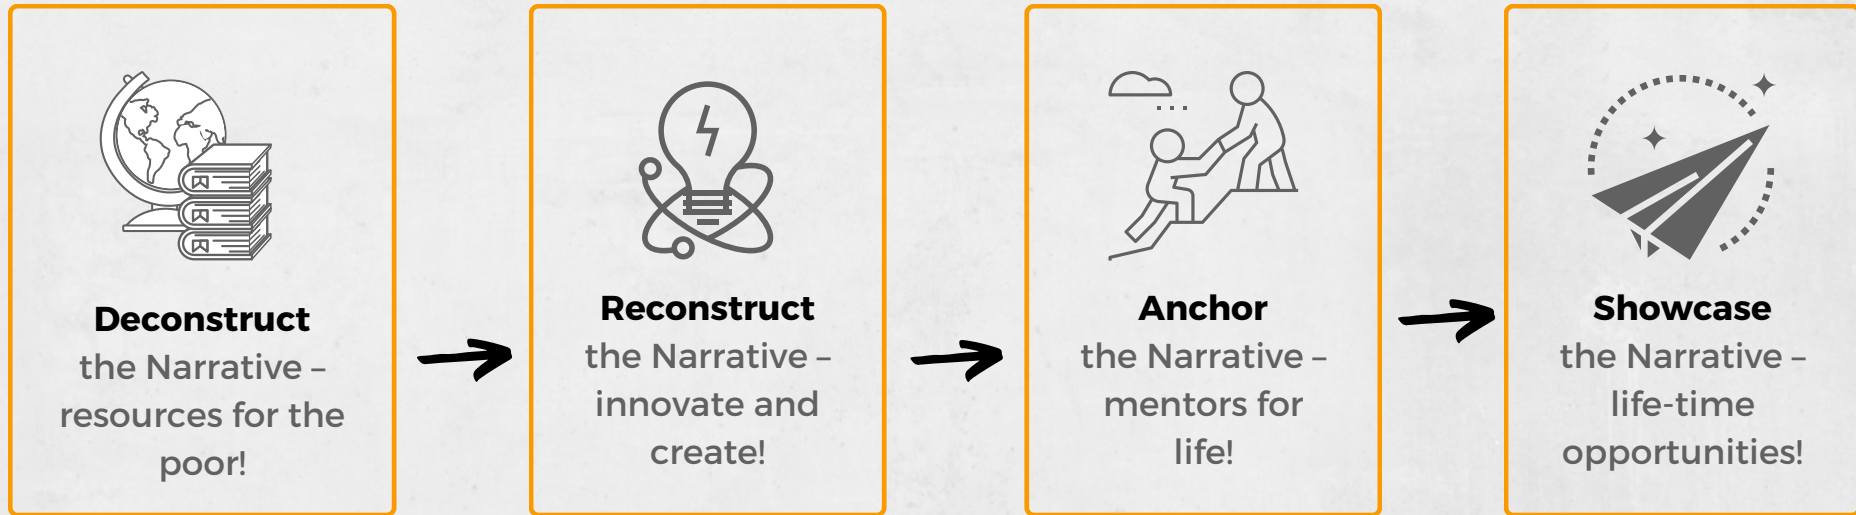 Deconstruct
the Narrative –
resources for the
poor!
Reconstruct
the Narrative –
innovate and
create!
Anchor
the Narrative –
mentors for
life!
Showcase
the Narrative –
life-time
opportunities!